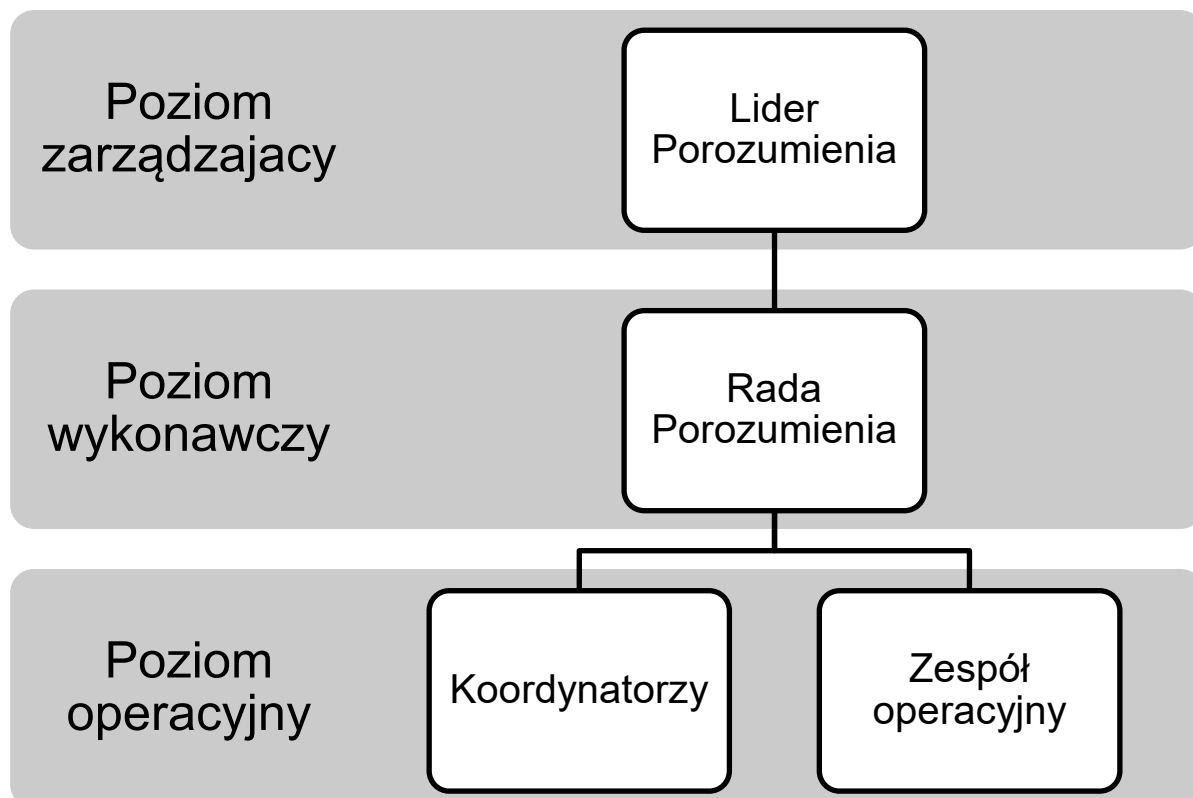 Poziom
zarządzajacy
Lider
Porozumienia
Poziom
wykonawczy
Rada
Porozumienia
Poziom
operacyjny
Koordynatorzy
Zespół
operacyjny